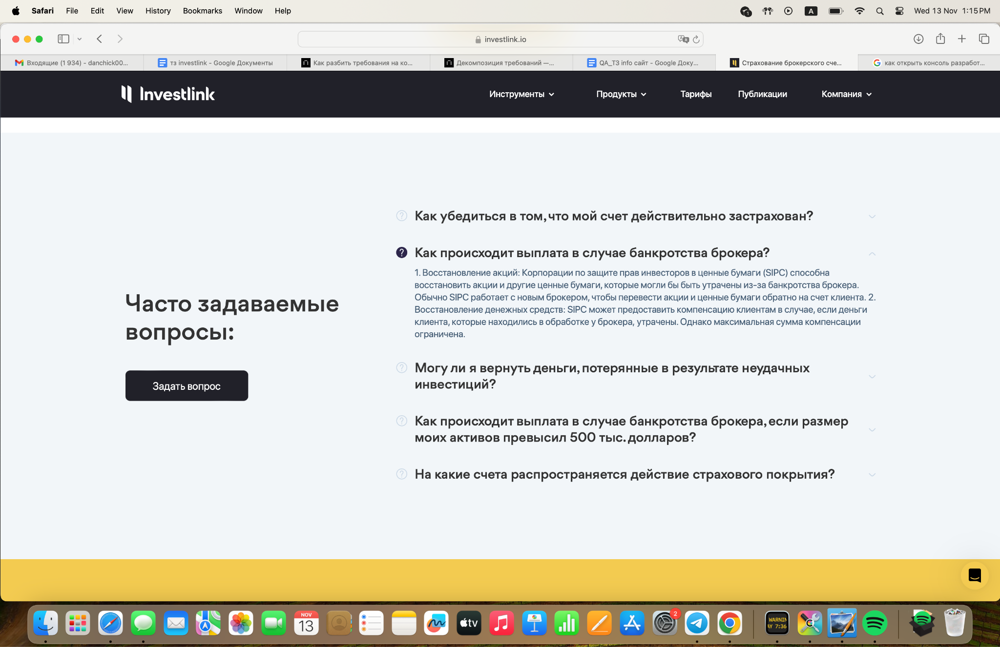 Safari File Edit View History Bookmarks Window Help
1
A
Wed 13 Nov 1:15 PM
investlink.io
Входящие (1 934) - danchick00...
тз investlink - Google Документы
Как разбить требования на ко...
Декомпозиция требований —...
QA_ТЗ info сайт - Google Доку...
Страхование брокерского сче...
как открыть консоль разработ...
Investlink
Инструменты
Продукты
Тарифы
Публикации
Компания
Часто задаваемые
вопросы:
Задать вопрос
Как убедиться в том, что мой счет действительно застрахован?
Как происходит выплата в случае банкротства брокера?
1. Восстановление акций: Корпорации по защите прав инвесторов в ценные бумаги (SIPC) способна
восстановить акции и другие ценные бумаги, которые могли бы быть утрачены из-за банкротства брокера.
Обычно SIPC работает с новым брокером, чтобы перевести акции и ценные бумаги обратно на счет клиента. 2.
Восстановление денежных средств: SIPC может предоставить компенсацию клиентам в случае, если деньги
клиента, которые находились в обработке у брокера, утрачены. Однако максимальная сумма компенсации
ограничена.
Могу ли я вернуть деньги, потерянные в результате неудачных
инвестиций?
Как происходит выплата в случае банкротства брокера, если размер
моих активов превысил 500 тыс. долларов?
На какие счета распространяется действие страхового покрытия?
NOV
13
tv
2
WARNIN
AY 7:36